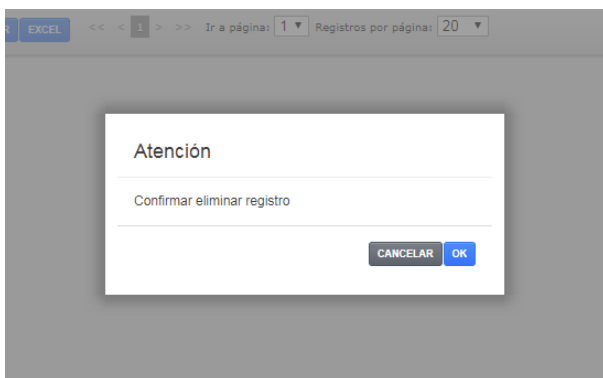 EXCEL << < 1 > >> Ir a página: 1 Registros por página: 20
Atención
Confirmar eliminar registro
CANCELAR OK